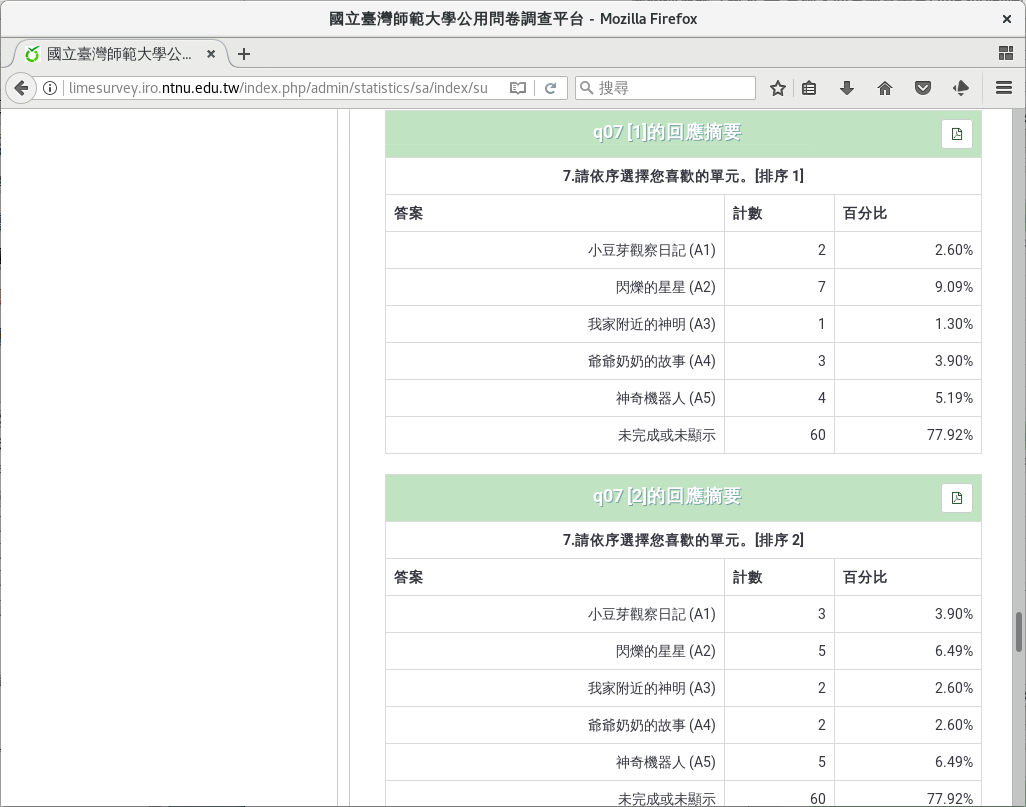 國立臺灣師範大學公用問卷調查平台 - Mozilla Firefox
國立臺灣師範大學公...
limesurvey.iro.ntnu.edu.tw/index.php/admin/statistics/sa/index/su
搜尋
q07 [1]的回應摘要
7.請依序選擇您喜歡的單元。[排序 1]
答案 計數 百分比
小豆芽觀察日記 (A1) 2 2.60%
閃爍的星星 (A2) 7 9.09%
我家附近的神明 (A3) 1 1.30%
爺爺奶奶的故事 (A4) 3 3.90%
神奇機器人 (A5) 4 5.19%
未完成或未顯示 60 77.92%
q07 [2]的回應摘要
7.請依序選擇您喜歡的單元。[排序 2]
答案 計數 百分比
小豆芽觀察日記 (A1) 3 3.90%
閃爍的星星 (A2) 5 6.49%
我家附近的神明 (A3) 2 2.60%
爺爺奶奶的故事 (A4) 2 2.60%
神奇機器人 (A5) 5 6.49%
未完成或未顯示 60 77.92%